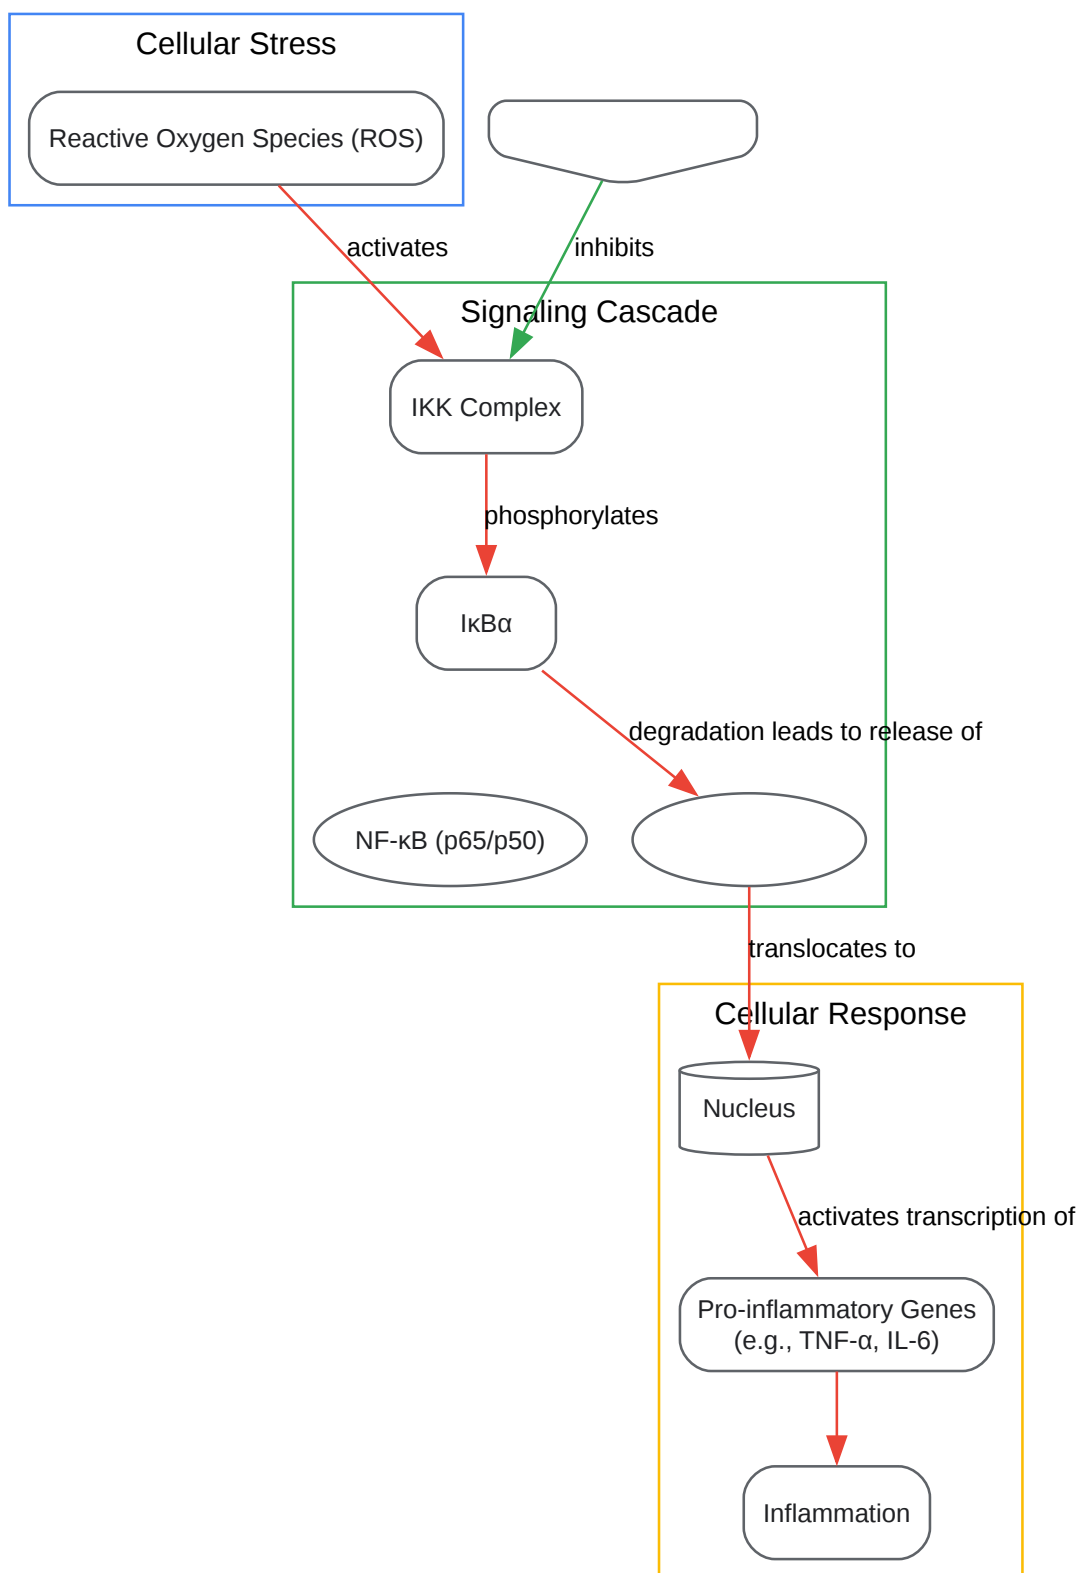 Cellular Stress
Reactive Oxygen Species (ROS)
activates
inhibits
Signaling Cascade
IKK Complex
phosphorylates
IκBα
degradation leads to release of
NF-κB (p65/p50)
translocates to
Cellular Response
Nucleus
activates transcription of
Pro-inflammatory Genes
(e.g., TNF-α, IL-6)
Inflammation